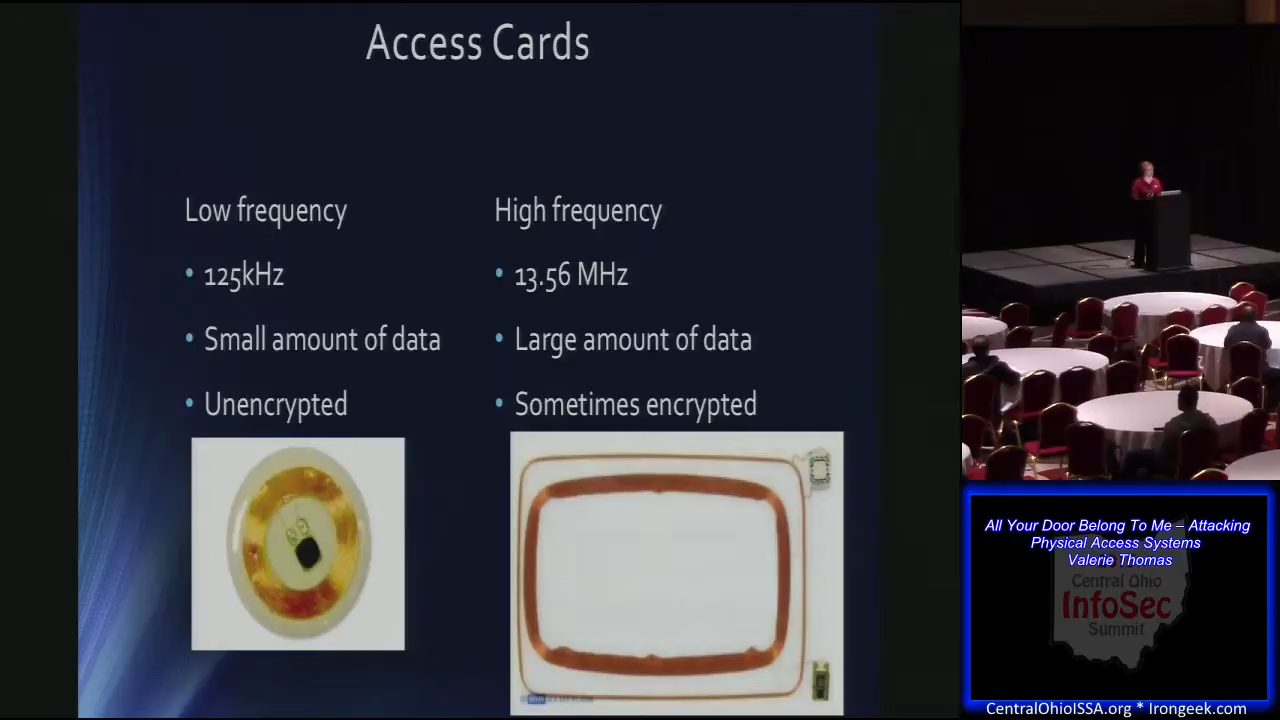 Access Cards
Low frequency
• 125kHz
• Small amount of data
• Unencrypted
High frequency
• 13.56 MHz
• Large amount of data
• Sometimes encrypted
All Your Door Belong To Me – Attacking
Physical Access Systems
Valerie Thomas
Central Ohio
InfoSec
Summit
CentralOhioISSA.org * Irongeek.com